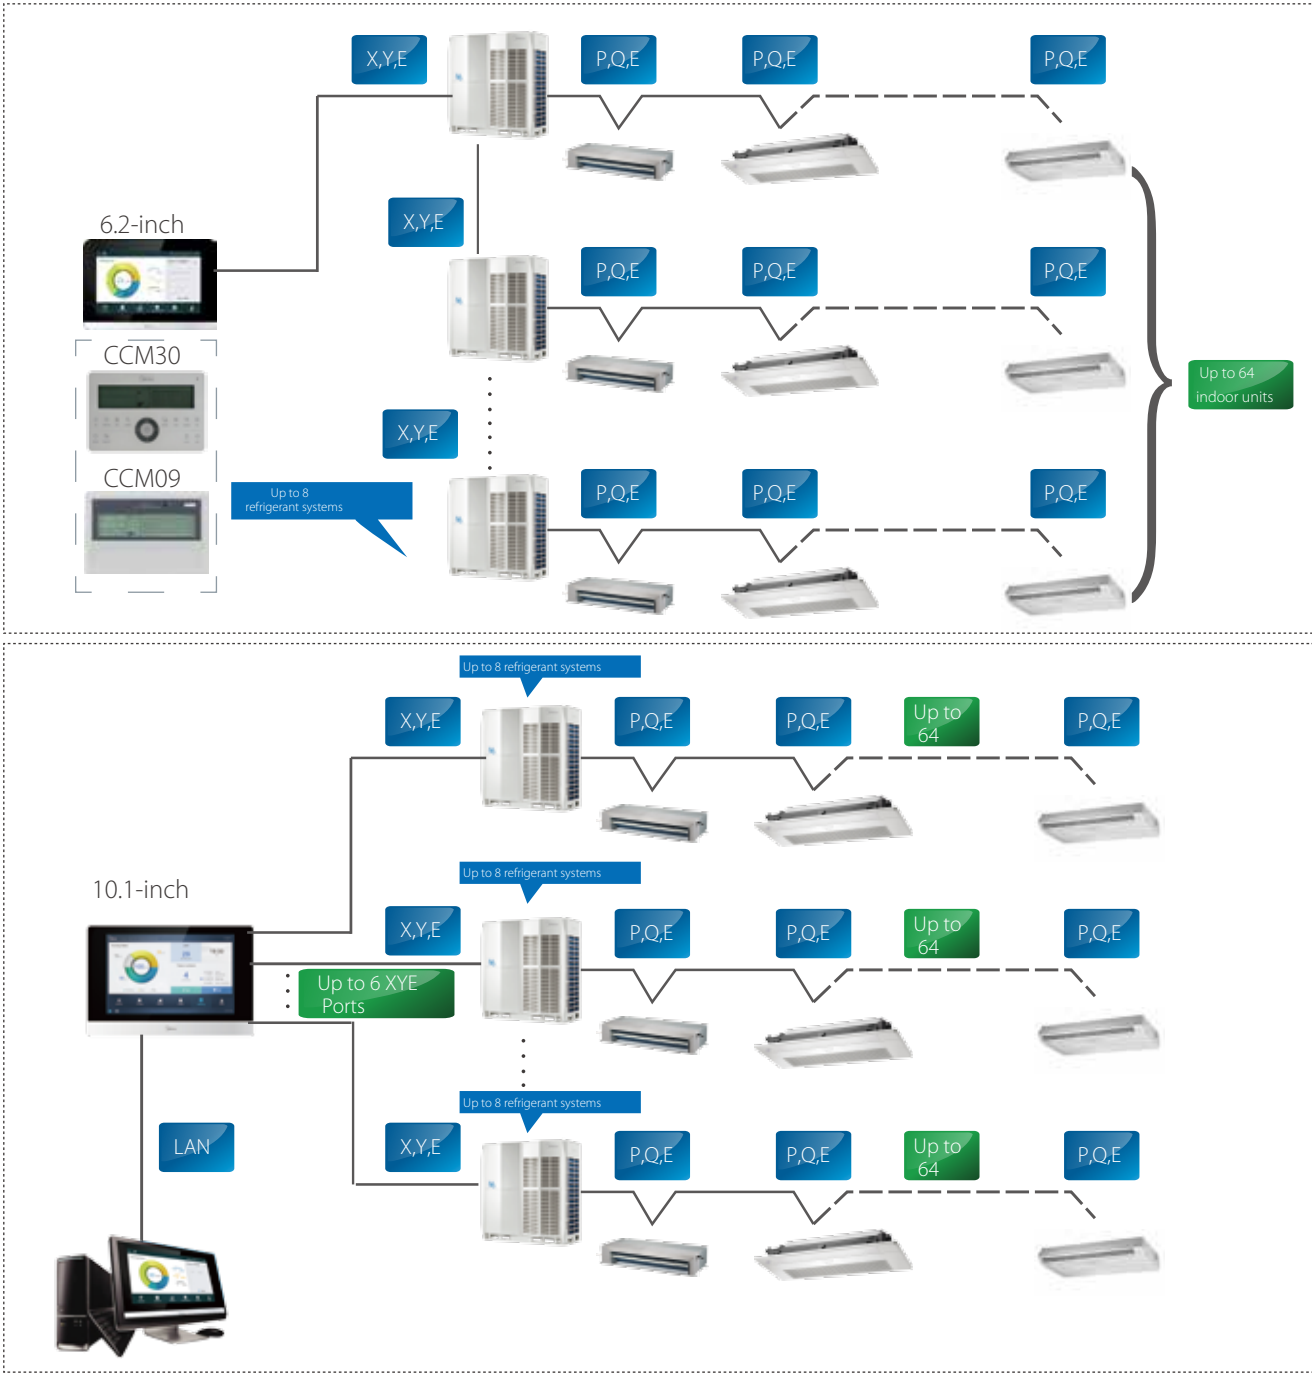 X,Y,E
P,Q,E
P,Q,E
P,Q,E
6.2-inch
X,Y,E
P,Q,E
P,Q,E
P,Q,E
CCM30
Up to 64
indoor units
X,Y,E
CCM09
P,Q,E
P,Q,E
P,Q,E
Up to 8
refrigerant systems
Up to 8 refrigerant systems
X,Y,E
P,Q,E
P,Q,E
Up to
64
P,Q,E
Up to 8 refrigerant systems
10.1-inch
X,Y,E
P,Q,E
P,Q,E
Up to
64
P,Q,E
Up to 6 XYE
Ports
Up to 8 refrigerant systems
LAN
X,Y,E
P,Q,E
P,Q,E
Up to
64
P,Q,E